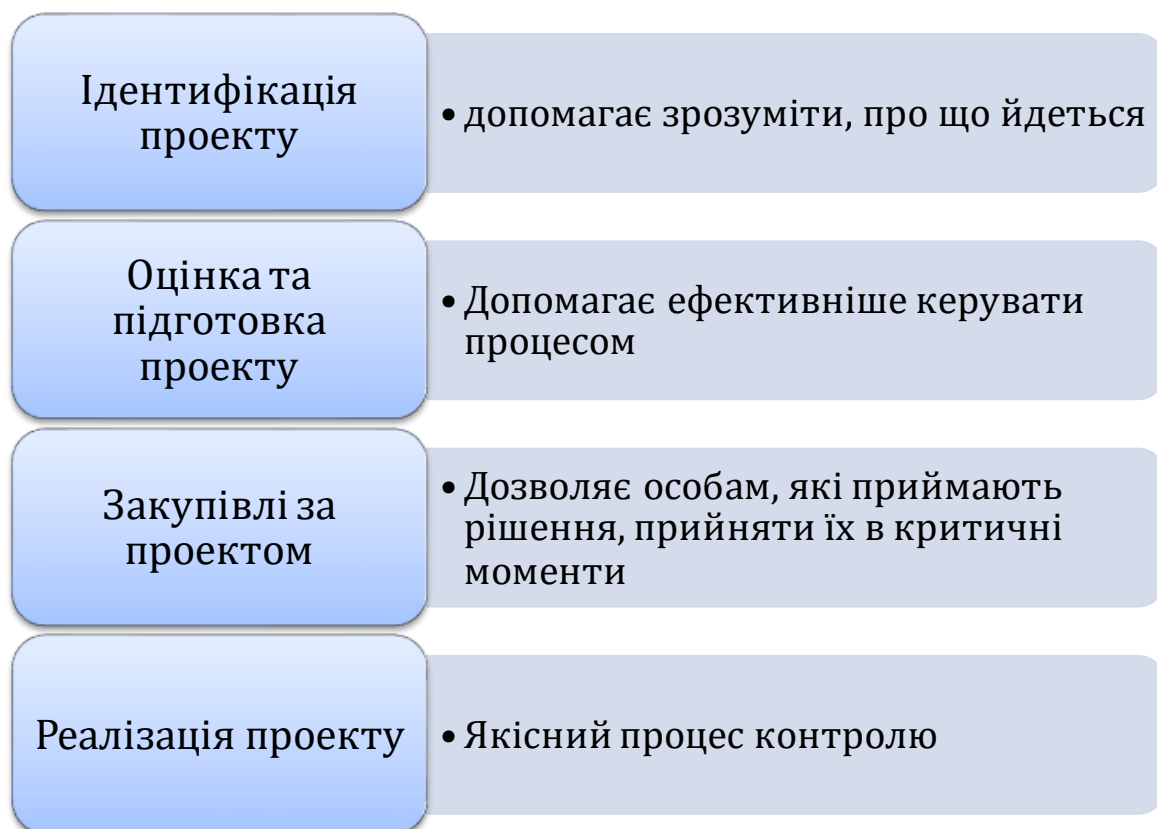 Ідентифікація
проекту
• допомагає зрозуміти, про що йдеться
Оцінка та
підготовка
проекту
• Допомагає ефективніше керувати
процесом
Закупівлі за
проектом
• Дозволяє особам, які приймають
рішення, прийняти їх в критичні
моменти
Реалізація проекту
• Якісний процес контролю